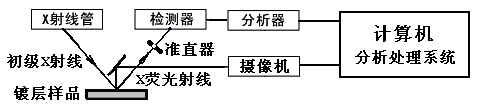 X射线管
检测器
分析器
计算机
分析处理系统
准直器
初级X射线
X荧光射线
摄像机
镀层样品